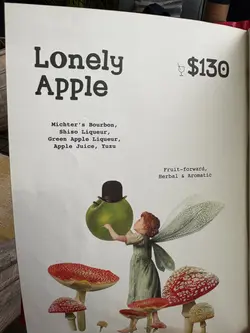 Lonely
Apple
$130
Michter's Bourbon,
Shiso Liqueur,
Green Apple Liqueur,
Apple Juice, Yuzu
Fruit-forward,
Herbal & Aromatic